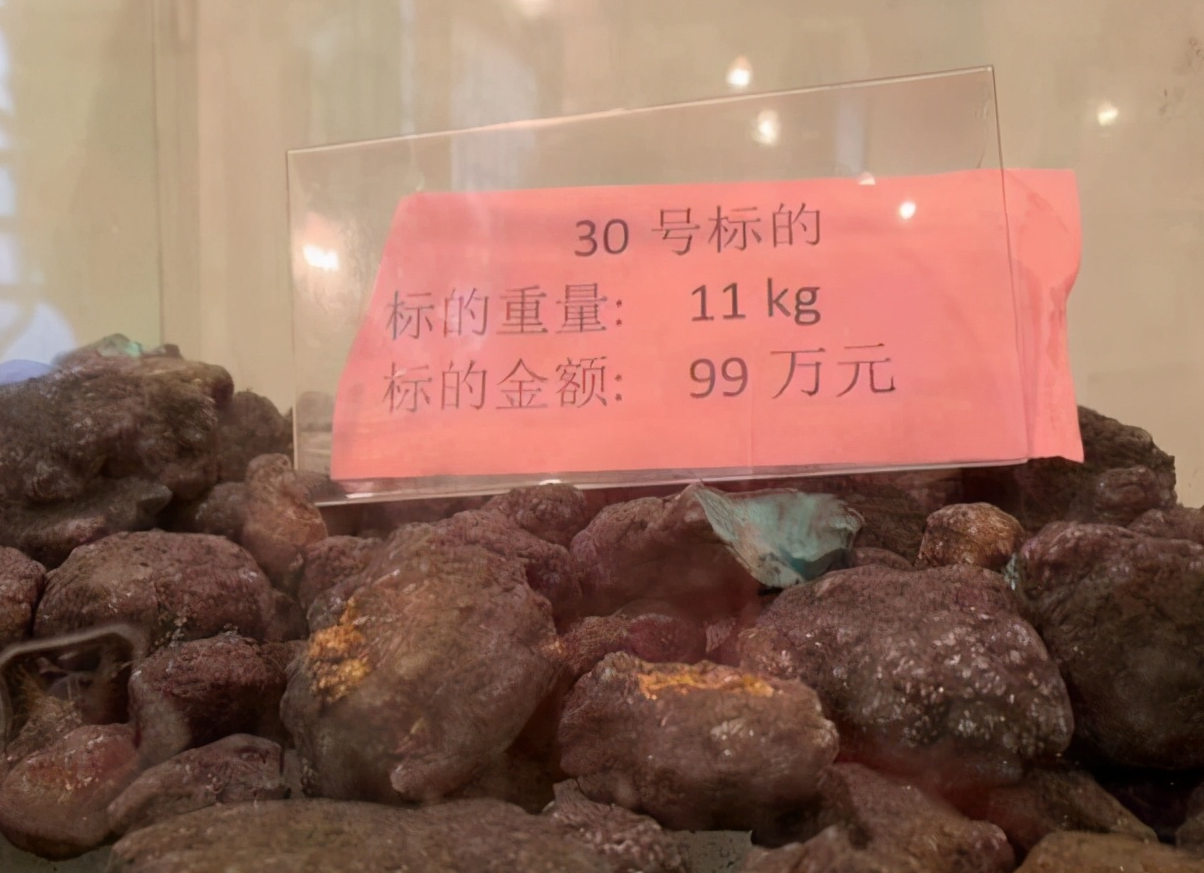 30 号标的
标的重量: 11 kg
标的金额: 99 万元